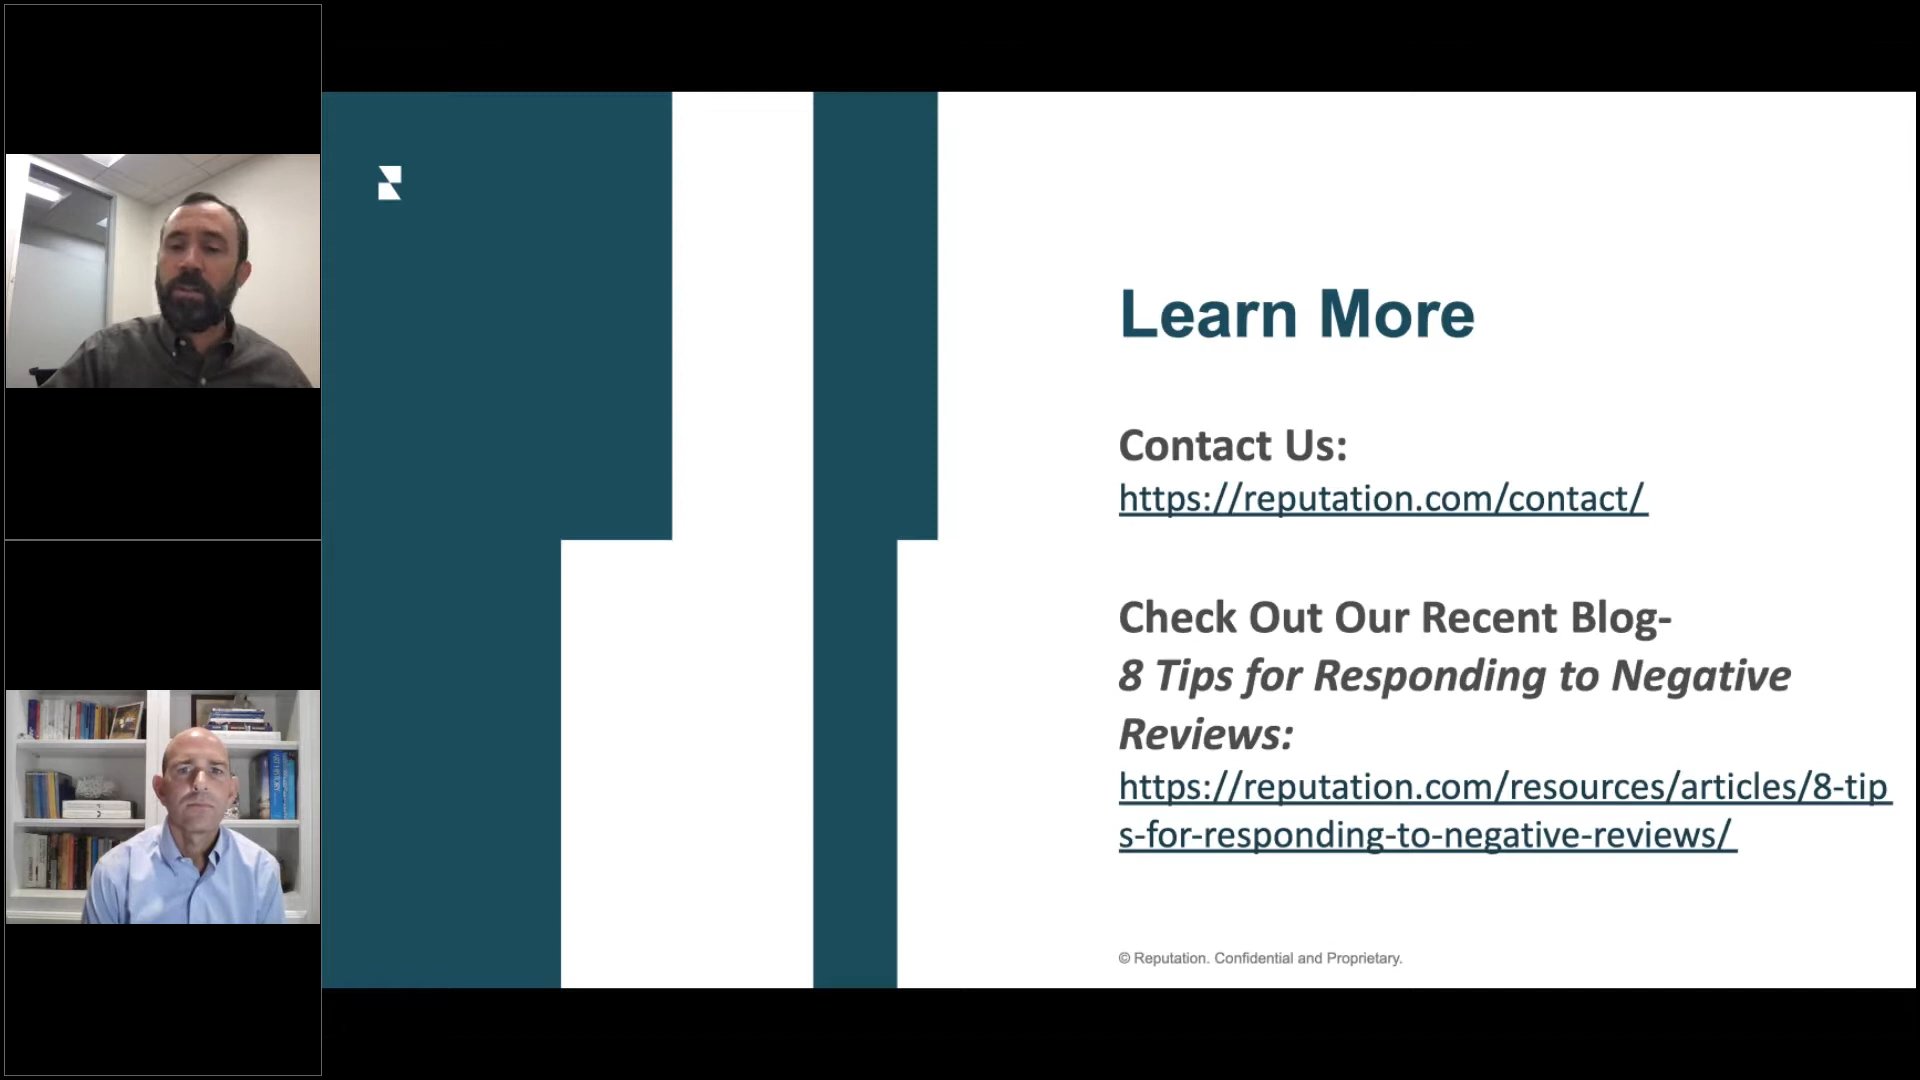 Learn More
Contact Us:
https://reputation.com/contact/
Check Out Our Recent Blog-
8 Tips for Responding to Negative
Reviews:
https://reputation.com/resources/articles/8-tip
s-for-responding-to-negative-reviews/
© Reputation. Confidential and Proprietary.